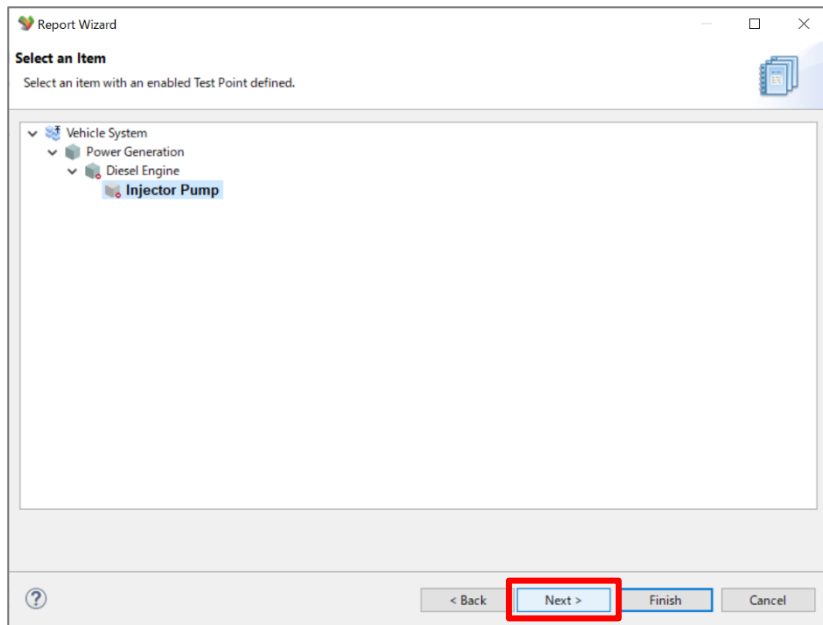 Report Wizard
Select an Item
Select an item with an enabled Test Point defined.
Vehicle System
Power Generation
Diesel Engine
Injector Pump
?
< Back
Next >
Finish
Cancel